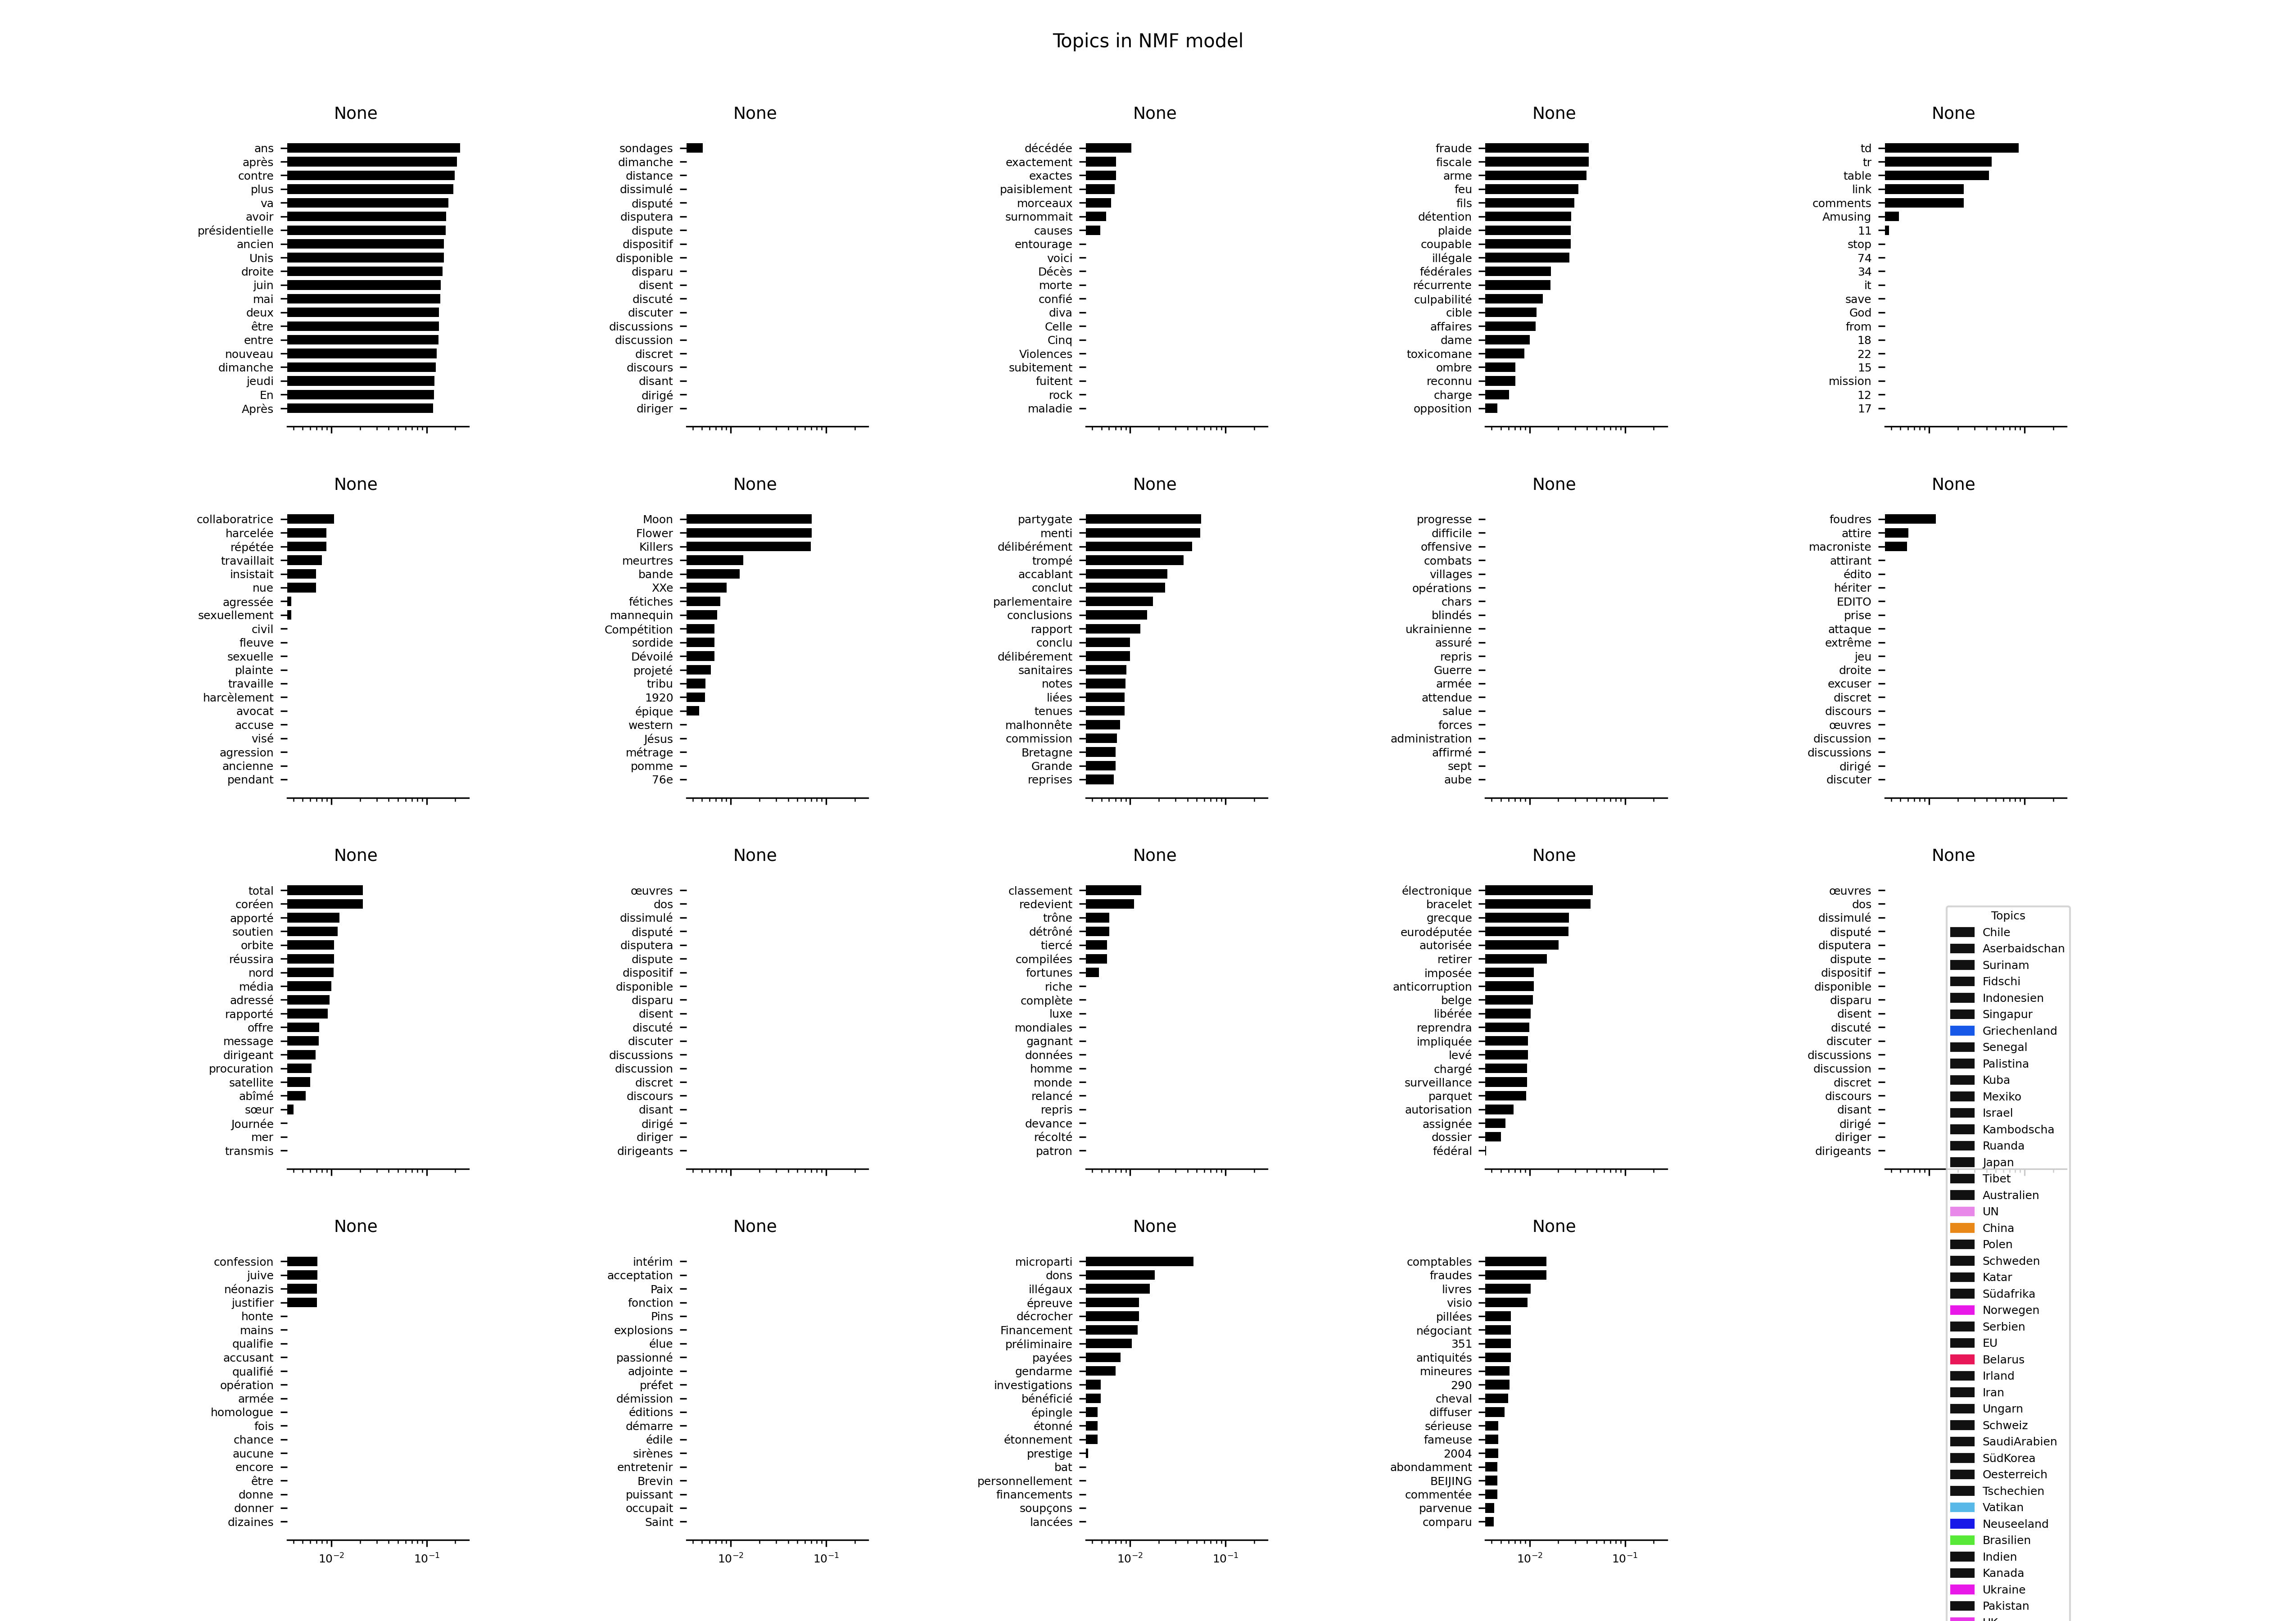 Topics in NMF model
None
ans
après
contre
plus
va
avoir
présidentielle
ancien
Unis
droite
juin
mai
deux
être
entre
nouveau
dimanche
jeudi
En
Après
None
sondages
dimanche
distance
dissimulé
disputé
disputera
dispute
dispositif
disponible
disparu
disent
discuté
discuter
discussions
discussion
discret
discours
disant
dirigé
diriger
None
décédée
exactement
exactes
paisiblement
morceaux
surnommait
causes
entourage
voici
Décès
morte
confié
diva
Celle
Cinq
Violences
subitement
fuitent
rock
maladie
None
fraude
fiscale
arme
feu
fils
détention
plaide
coupable
illégale
fédérales
récurrente
culpabilité
cible
affaires
dame
toxicomane
ombre
reconnu
charge
opposition
None
td
tr
table
link
comments
Amusing
11
stop
74
34
it
save
God
from
18
22
15
mission
12
17
None
collaboratrice
harcelée
répétée
travaillait
insistait
nue
agressée
sexuellement
civil
fleuve
sexuelle
plainte
travaille
harcèlement
avocat
accuse
visé
agression
ancienne
pendant
None
Moon
Flower
Killers
meurtres
bande
XXe
fétiches
mannequin
Compétition
sordide
Dévoilé
projeté
tribu
1920
épique
western
Jésus
métrage
pomme
76e
None
partygate
menti
délibérément
trompé
accablant
conclut
parlementaire
conclusions
rapport
conclu
délibérement
sanitaires
notes
liées
tenues
malhonnête
commission
Bretagne
Grande
reprises
None
progresse
difficile
offensive
combats
villages
opérations
chars
blindés
ukrainienne
assuré
repris
Guerre
armée
attendue
salue
forces
administration
affirmé
sept
aube
None
foudres
attire
macroniste
attirant
édito
hériter
EDITO
prise
attaque
extrême
jeu
droite
excuser
discret
discours
œuvres
discussion
discussions
dirigé
discuter
None
total
coréen
apporté
soutien
orbite
réussira
nord
média
adressé
rapporté
offre
message
dirigeant
procuration
satellite
abîmé
sœur
Journée
mer
transmis
None
œuvres
dos
dissimulé
disputé
disputera
dispute
dispositif
disponible
disparu
disent
discuté
discuter
discussions
discussion
discret
discours
disant
dirigé
diriger
dirigeants
None
classement
redevient
trône
détrôné
tiercé
compilées
fortunes
riche
complète
luxe
mondiales
gagnant
données
homme
monde
relancé
repris
devance
récolté
patron
None
électronique
bracelet
grecque
eurodéputée
autorisée
retirer
imposée
anticorruption
belge
libérée
reprendra
impliquée
levé
chargé
surveillance
parquet
autorisation
assignée
dossier
fédéral
None
œuvres
dos
dissimulé
disputé
disputera
dispute
dispositif
disponible
disparu
disent
discuté
discuter
discussions
discussion
discret
discours
disant
dirigé
diriger
dirigeants
None
confession
juive
néonazis
justifier
honte
mains
qualifie
accusant
qualifié
opération
armée
homologue
fois
chance
aucune
encore
être
donne
donner
dizaines
10⁻² 10⁻¹
None
intérim
acceptation
Paix
fonction
Pins
explosions
élue
passionné
adjointe
préfet
démission
éditions
démarre
édile
sirènes
entretenir
Brevin
puissant
occupait
Saint
10⁻² 10⁻¹
None
microparti
dons
illégaux
épreuve
décrocher
Financement
préliminaire
payées
gendarme
investigations
bénéficié
épingle
étonné
étonnement
prestige
bat
personnellement
financements
soupçons
lancées
10⁻² 10⁻¹
None
comptables
fraudes
livres
visio
pillées
négociant
351
antiquités
mineures
290
cheval
diffuser
sérieuse
fameuse
2004
abondamment
BEIJING
commentée
parvenue
comparu
10⁻² 10⁻¹
Topics
Chile
Aserbaidschan
Surinam
Fidschi
Indonesien
Singapur
Griechenland
Senegal
Palistina
Kuba
Mexiko
Israel
Kambodscha
Ruanda
Japan
Tibet
Australien
UN
China
Polen
Schweden
Katar
Südafrika
Norwegen
Serbien
EU
Belarus
Irland
Iran
Ungarn
Schweiz
SaudiArabien
SüdKorea
Oesterreich
Tschechien
Vatikan
Neuseeland
Brasilien
Indien
Kanada
Ukraine
Pakistan